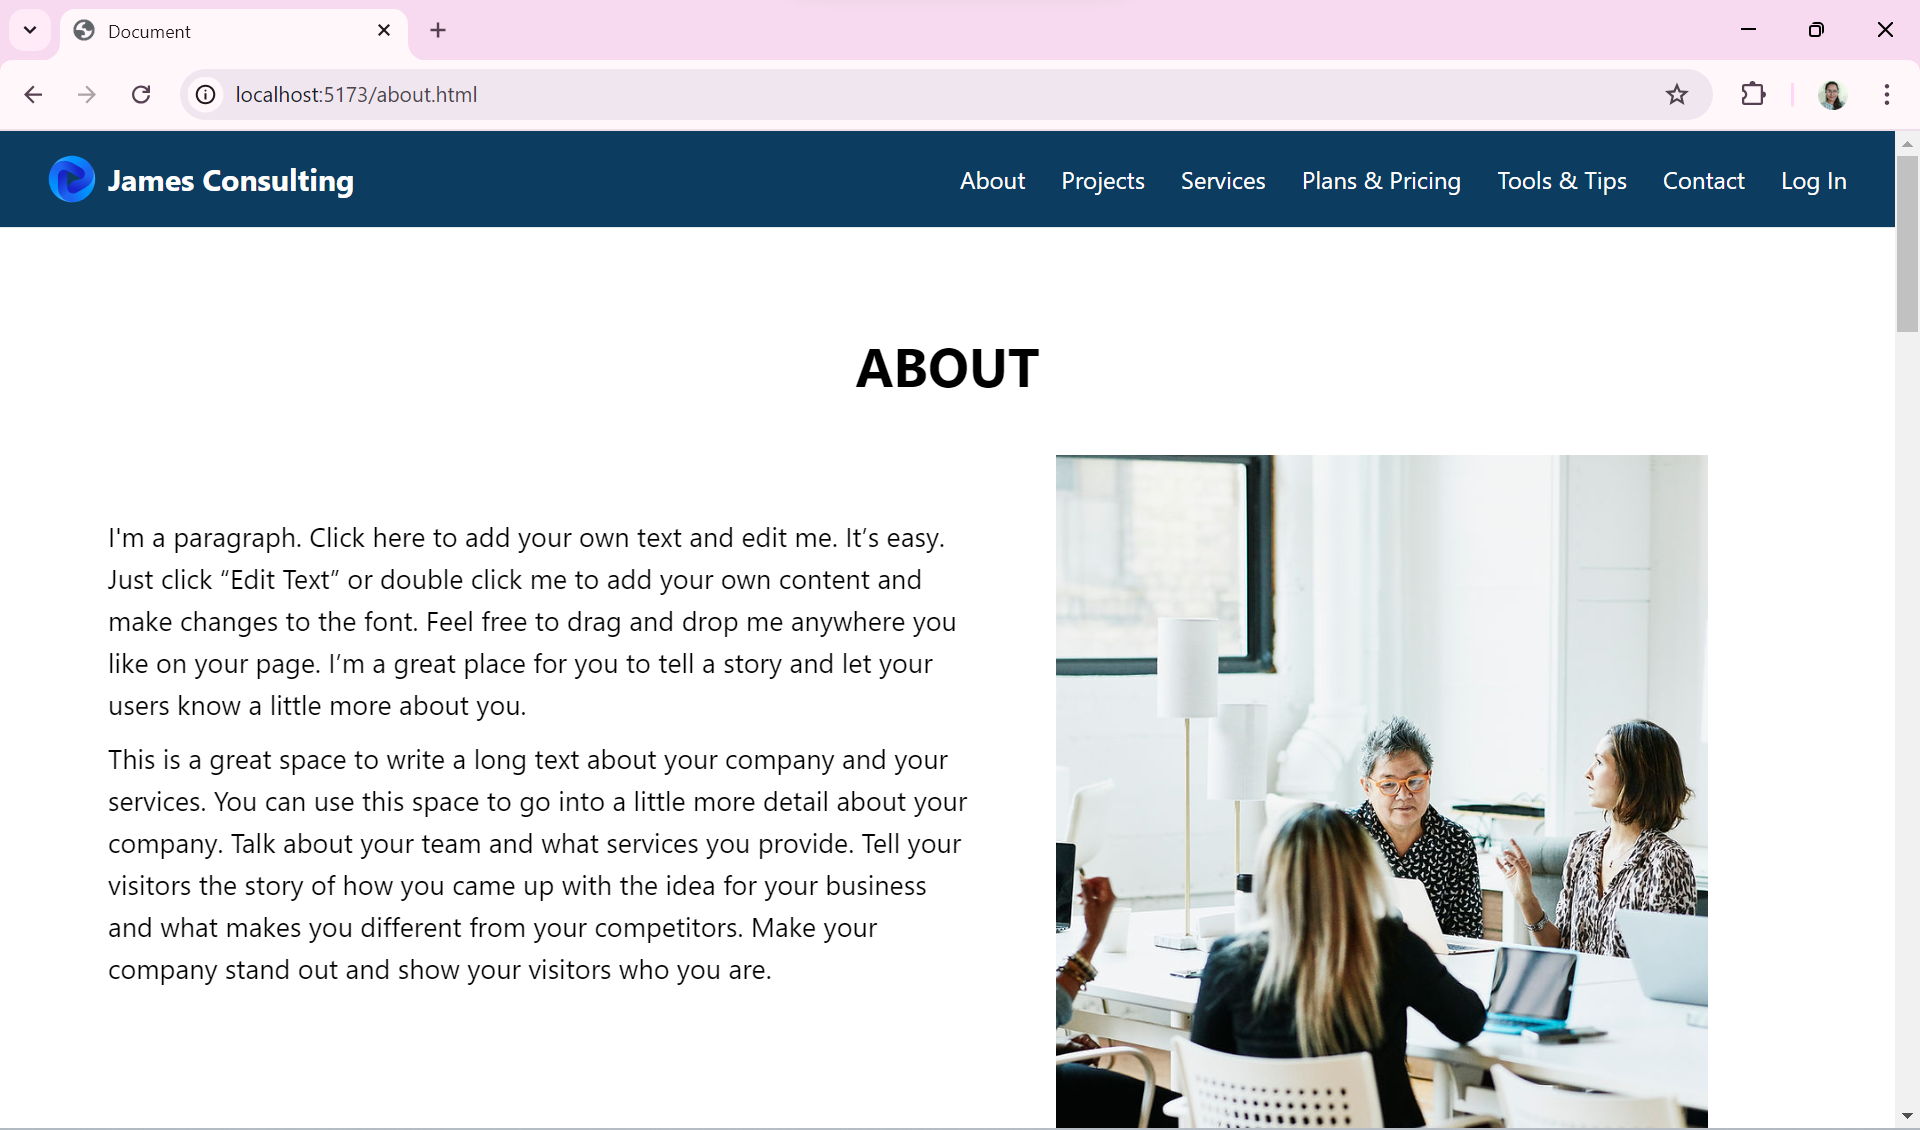 Document
localhost:5173/about.html
James Consulting
About Projects Services Plans & Pricing Tools & Tips Contact Log In
ABOUT
I'm a paragraph. Click here to add your own text and edit me. It’s easy.
Just click “Edit Text” or double click me to add your own content and
make changes to the font. Feel free to drag and drop me anywhere you
like on your page. I’m a great place for you to tell a story and let your
users know a little more about you.
This is a great space to write a long text about your company and your
services. You can use this space to go into a little more detail about your
company. Talk about your team and what services you provide. Tell your
visitors the story of how you came up with the idea for your business
and what makes you different from your competitors. Make your
company stand out and show your visitors who you are.